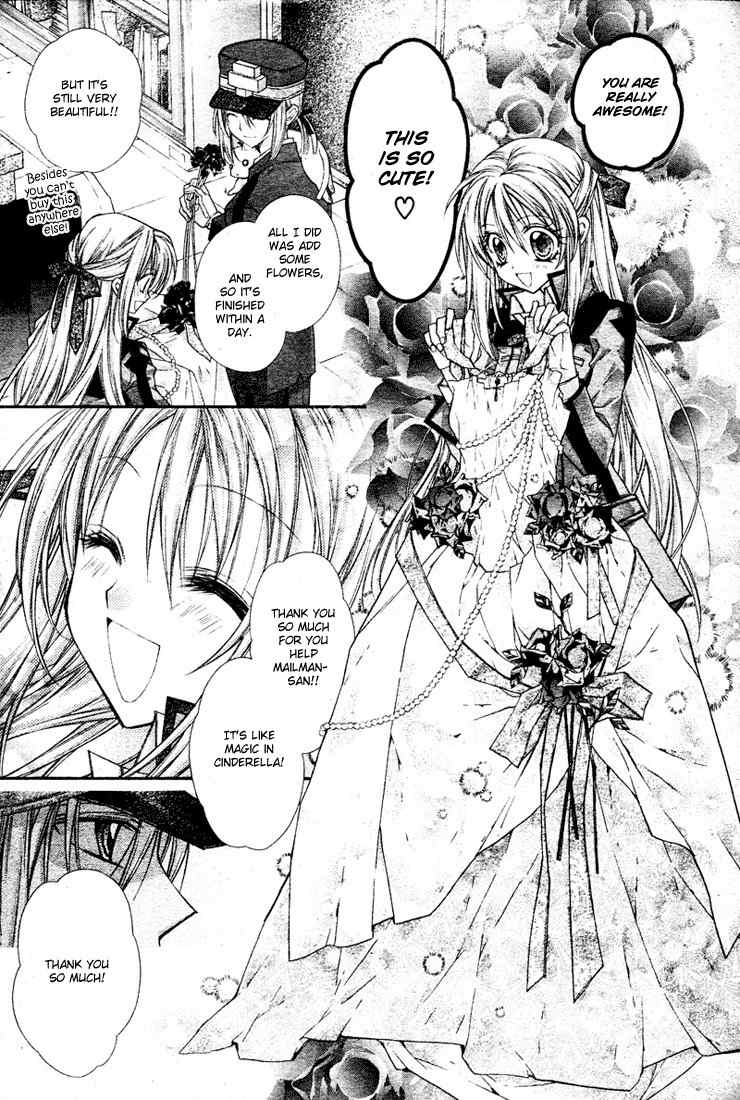 YOU ARE
REALLY
AWESOME!
THIS
IS SO
CUTE!
♡
ALL I DID
WAS ADD
SOME
FLOWERS,
AND
SO IT'S
FINISHED
WITHIN A
DAY.
BUT IT'S
STILL VERY
BEAUTIFUL!!
Besides
you can't
buy this
anywhere
else!
THANK YOU
SO MUCH
FOR YOU
HELP
MAILMAN-
SAN!!
IT'S LIKE
MAGIC IN
CINDERELLA!
THANK YOU
SO MUCH!